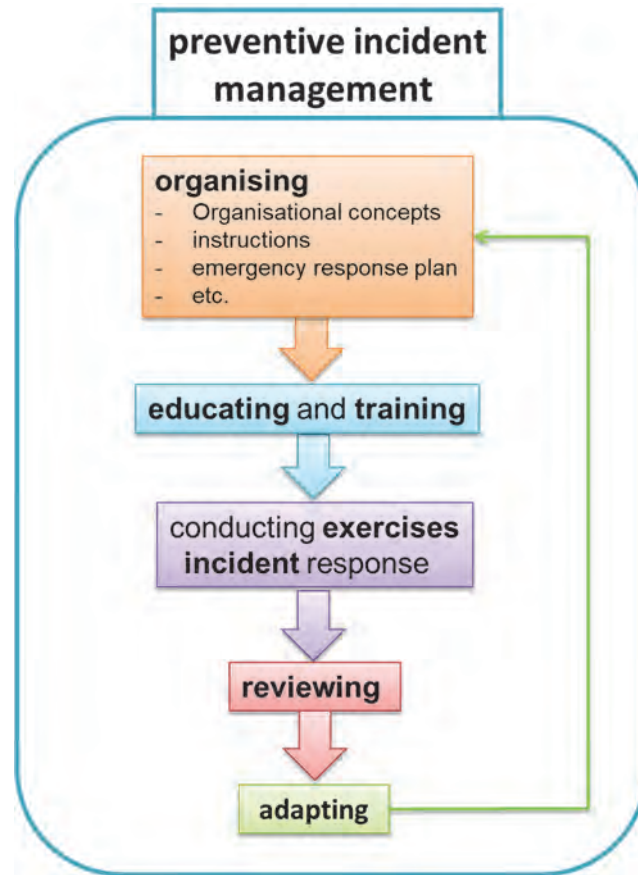 preventive incident
management
organising
- Organisational concepts
- instructions
- emergency response plan
- etc.
educating and training
conducting exercises
incident response
reviewing
adapting